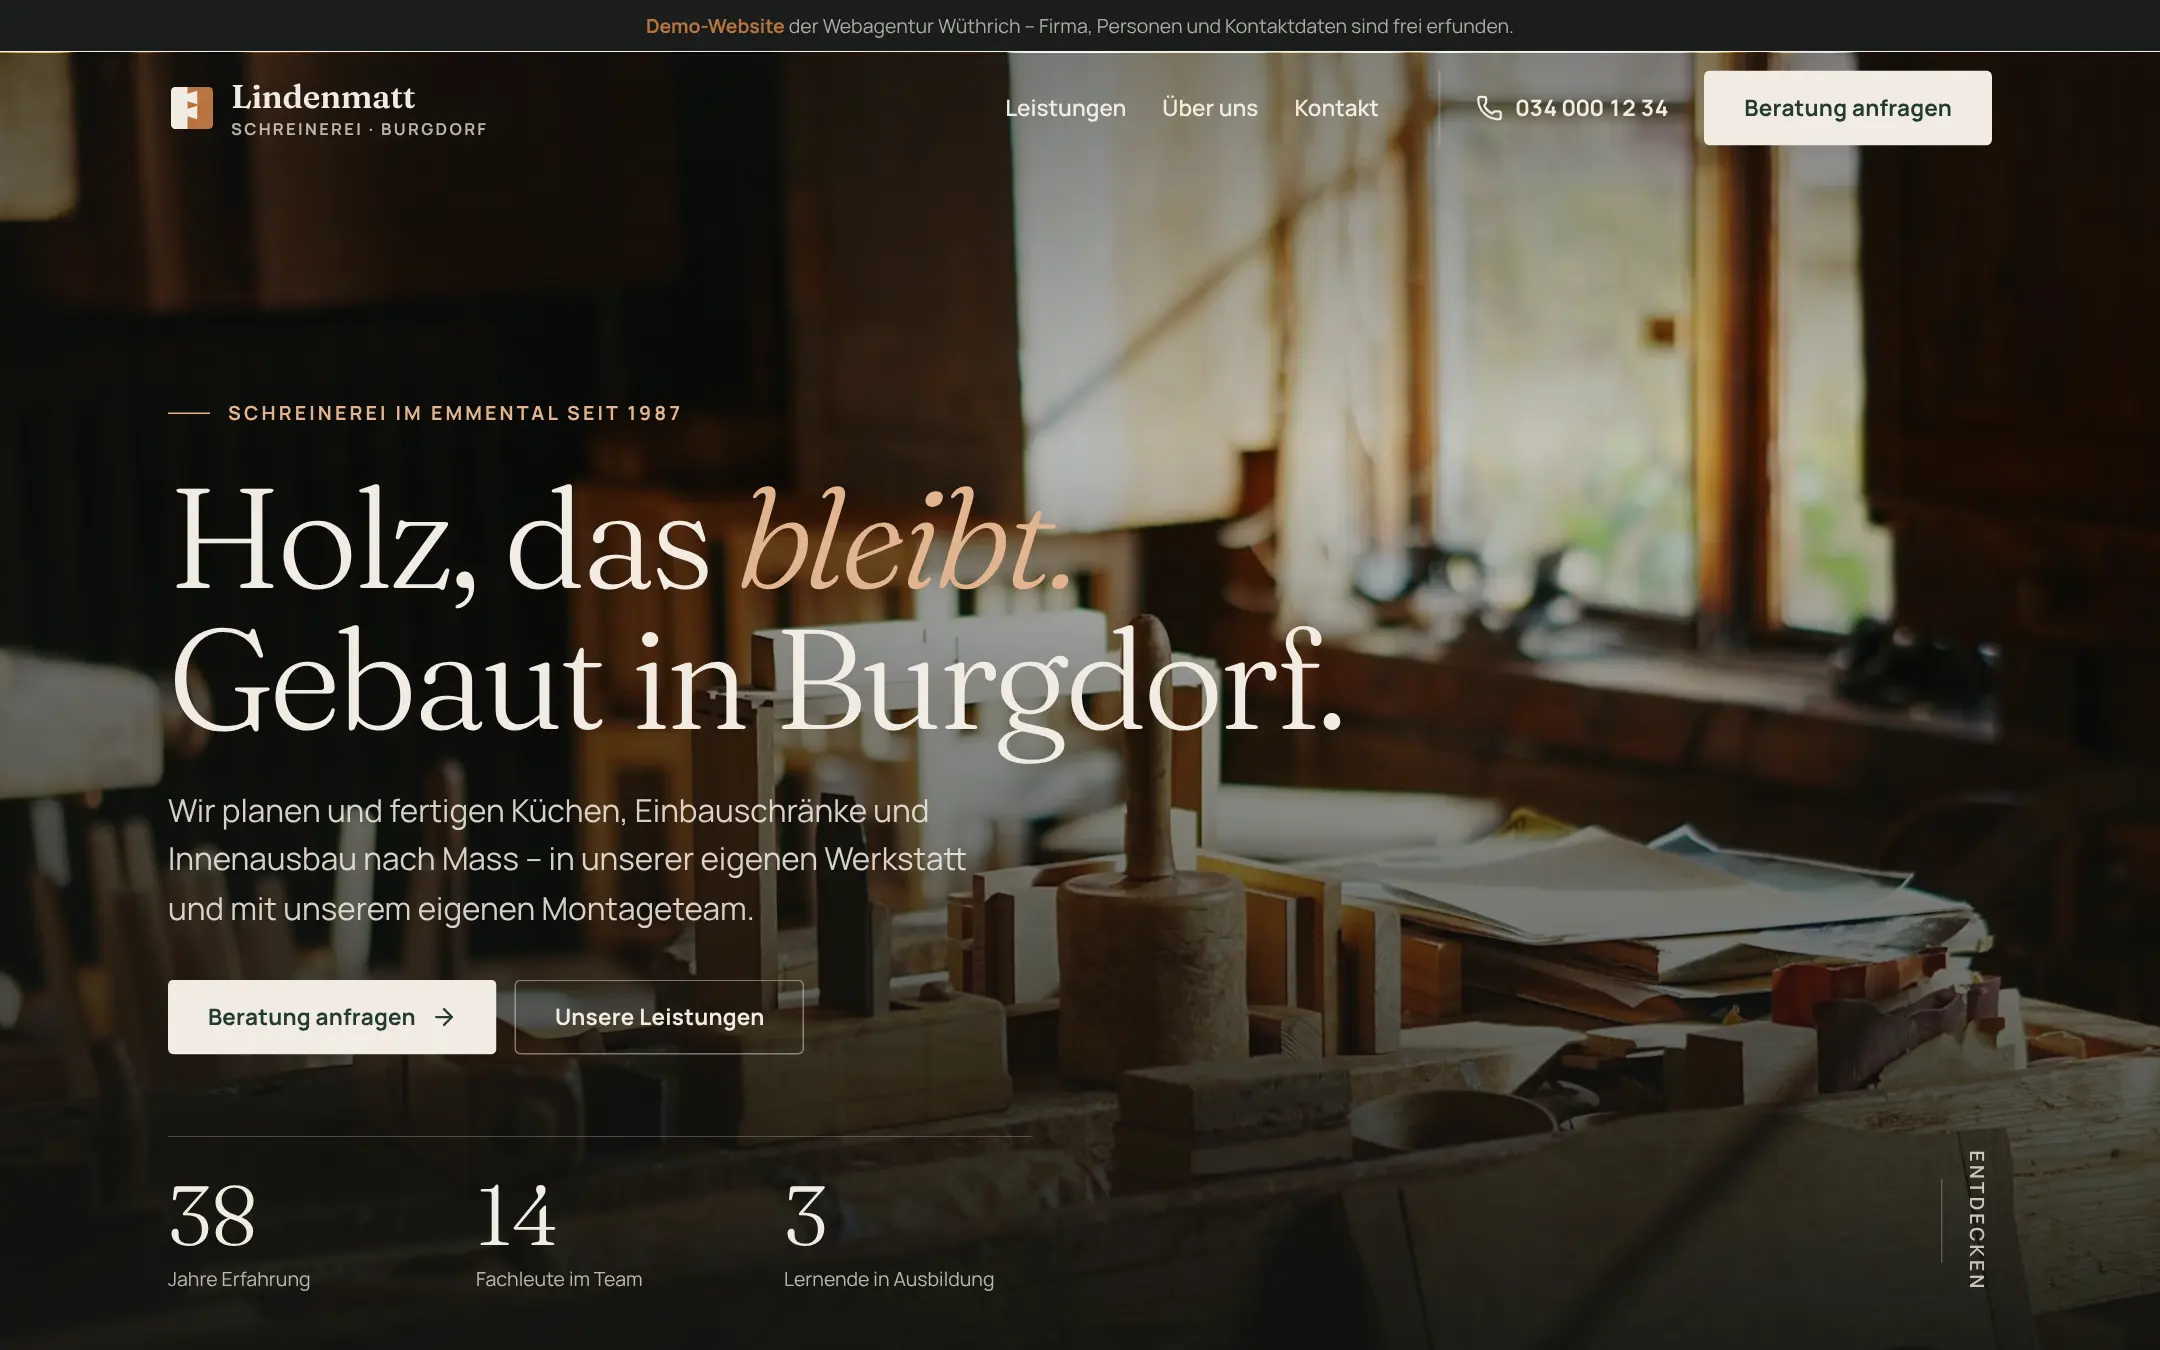 Demo-Website der Webagentur Wüthrich – Firma, Personen und Kontaktdaten sind frei erfunden.
Lindenmatt
SCHREINEREI · BURGDORF
Leistungen Über uns Kontakt 034 000 12 34 Beratung anfragen
SCHREINEREI IM EMMENTAL SEIT 1987
Holz, das bleibt.
Gebaut in Burgdorf.
Wir planen und fertigen Küchen, Einbauschränke und
Innenausbau nach Mass – in unserer eigenen Werkstatt
und mit unserem eigenen Montageteam.
Beratung anfragen Unsere Leistungen
38 14 3
Jahre Erfahrung Fachleute im Team Lernende in Ausbildung
ENTDECKEN